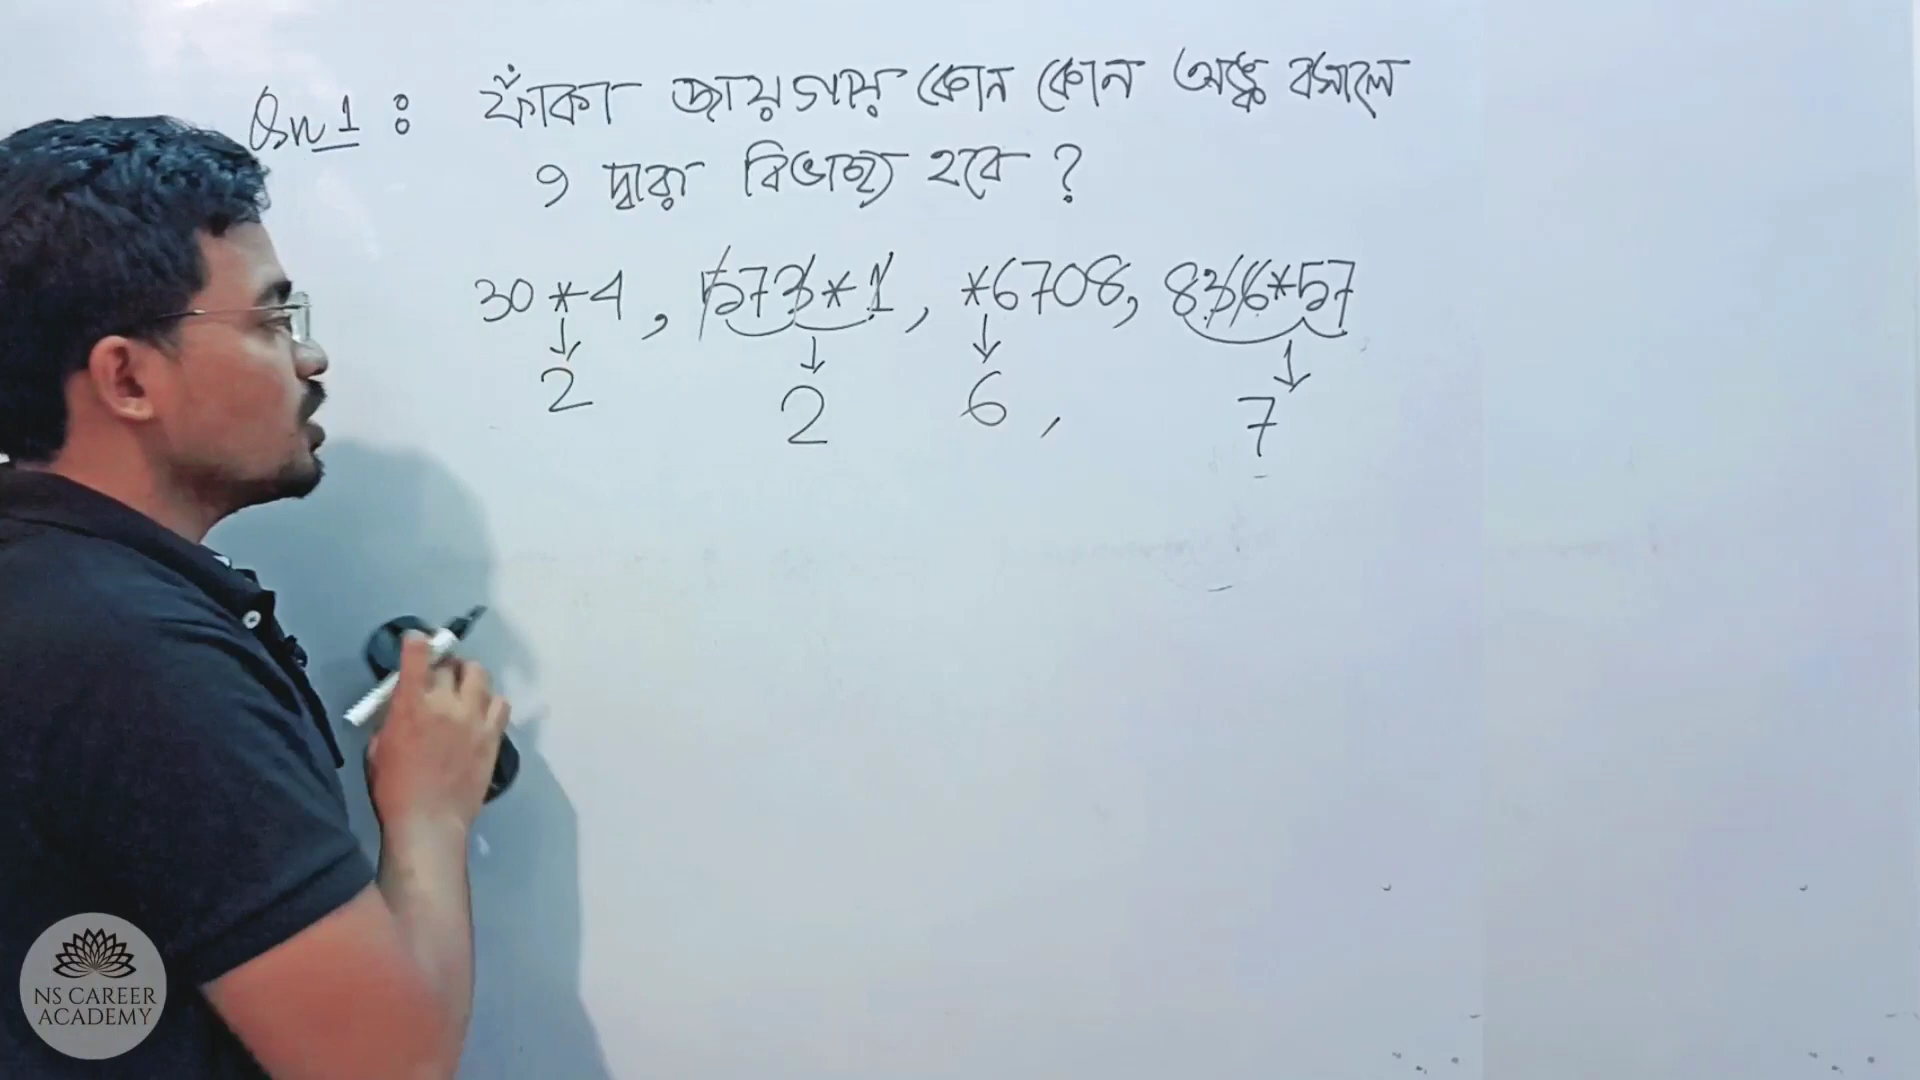 Qn 1 : ফাঁকা জায়গায় কোন কোন অঙ্ক বসালে
9 দ্বারা বিভাজ্য হবে ?
30*4, 1573*1, *6708, 836*57
↓ ↓ ↓ ↓
2 2 6, 7
NS CAREER
ACADEMY